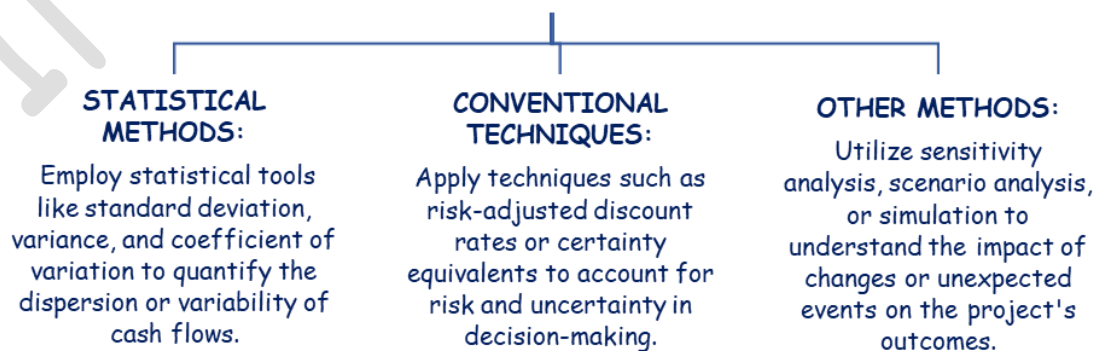 STATISTICAL
METHODS:
Employ statistical tools
like standard deviation,
variance, and coefficient of
variation to quantify the
dispersion or variability of
cash flows.
CONVENTIONAL
TECHNIQUES:
Apply techniques such as
risk-adjusted discount
rates or certainty
equivalents to account for
risk and uncertainty in
decision-making.
OTHER METHODS:
Utilize sensitivity
analysis, scenario analysis,
or simulation to
understand the impact of
changes or unexpected
events on the project's
outcomes.